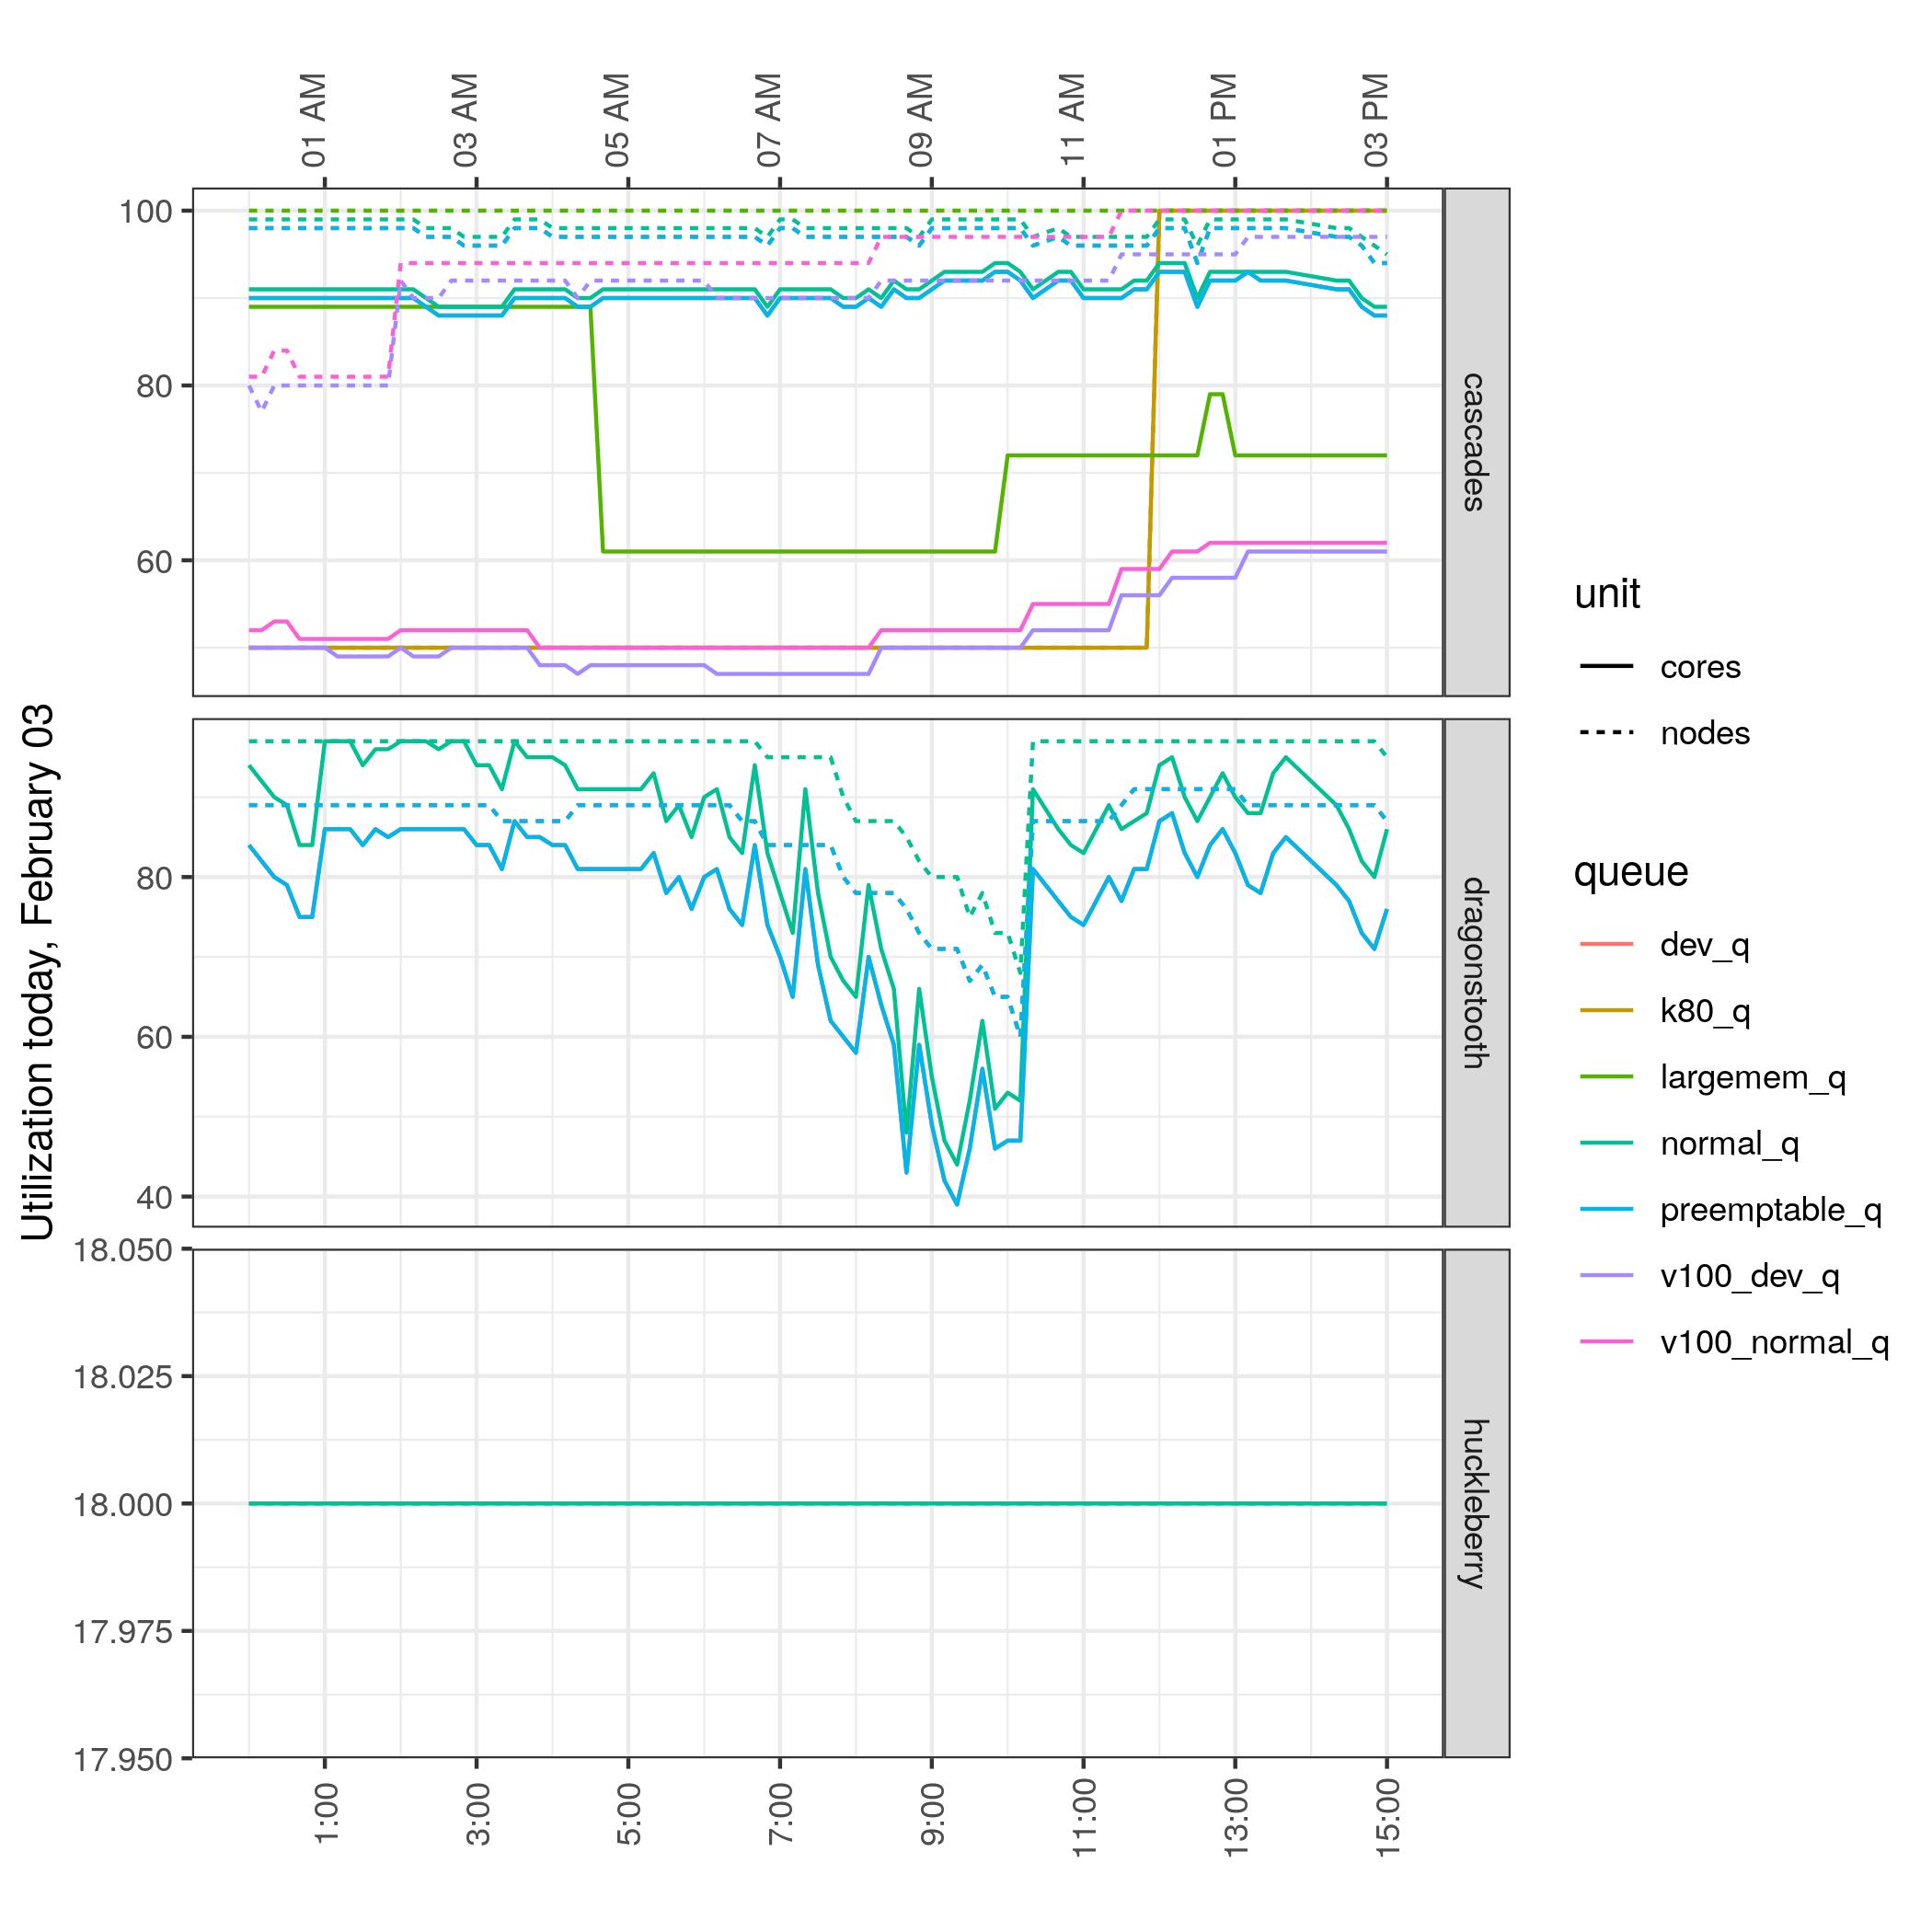 01 AM
03 AM
05 AM
07 AM
09 AM
11 AM
01 PM
03 PM
100
80
60
cascades
Utilization today, February 03
80
60
40
dragonstooth
18.050
18.025
18.000
17.975
17.950
huckleberry
1:00
3:00
5:00
7:00
9:00
11:00
13:00
15:00
unit
cores
nodes
queue
dev_q
k80_q
largemem_q
normal_q
preemptable_q
v100_dev_q
v100_normal_q